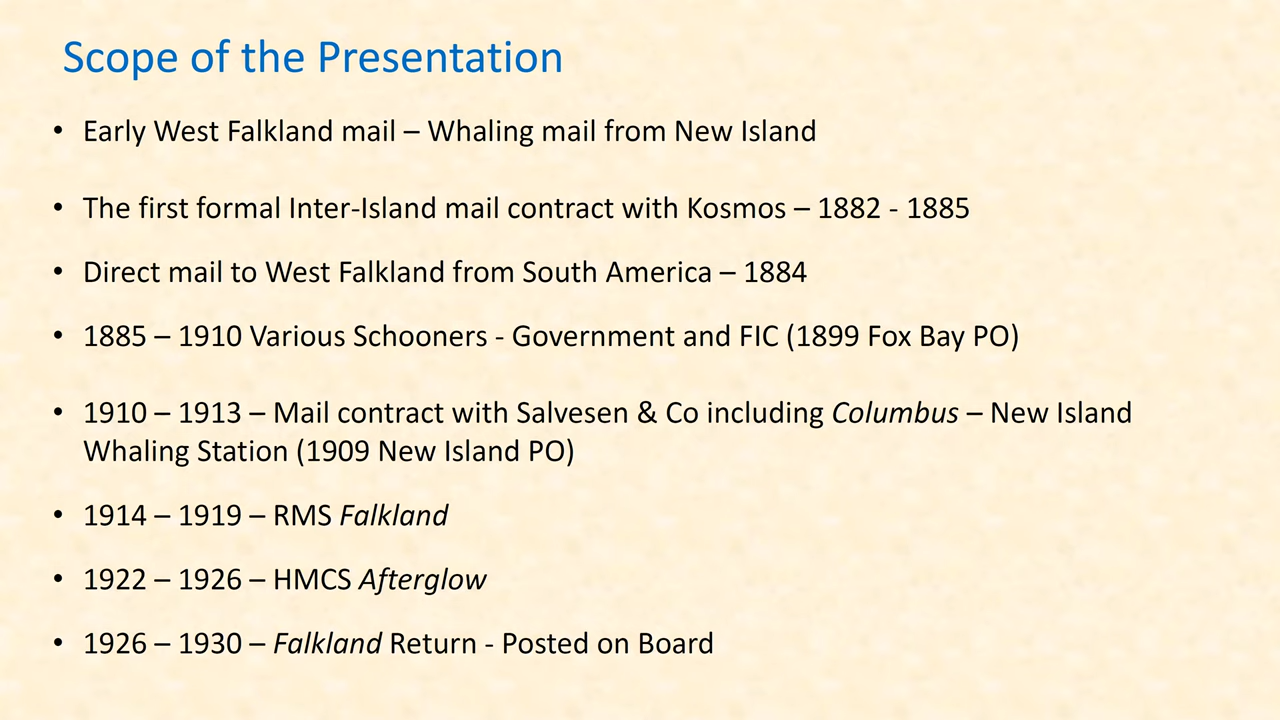 Scope of the Presentation
• Early West Falkland mail – Whaling mail from New Island
• The first formal Inter-Island mail contract with Kosmos – 1882 - 1885
• Direct mail to West Falkland from South America – 1884
• 1885 – 1910 Various Schooners - Government and FIC (1899 Fox Bay PO)
• 1910 – 1913 – Mail contract with Salvesen & Co including Columbus – New Island
Whaling Station (1909 New Island PO)
• 1914 – 1919 – RMS Falkland
• 1922 – 1926 – HMCS Afterglow
• 1926 – 1930 – Falkland Return - Posted on Board